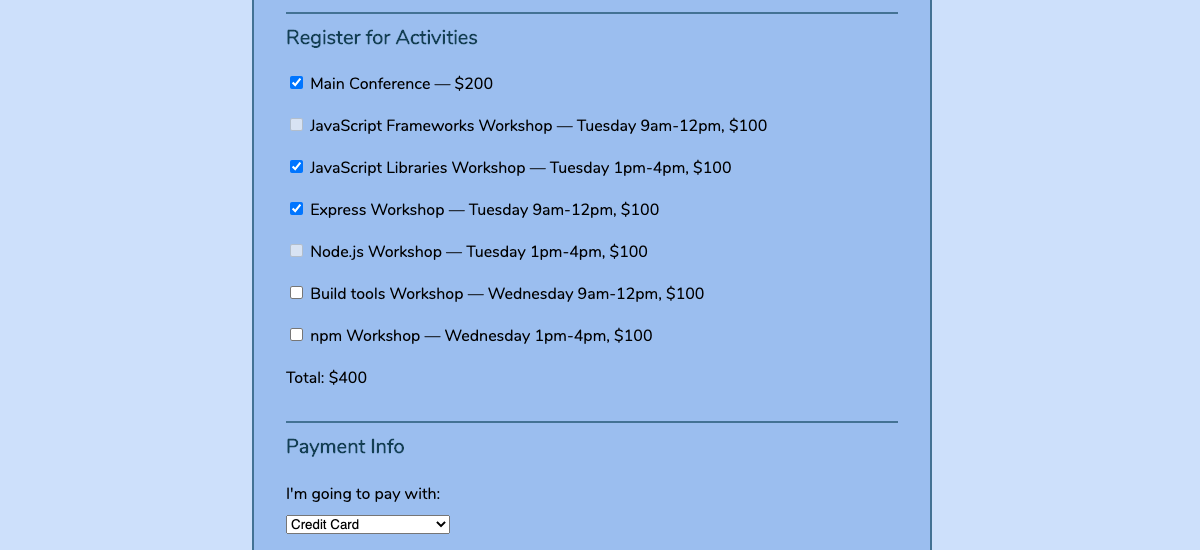 Register for Activities
Main Conference — $200
JavaScript Frameworks Workshop — Tuesday 9am-12pm, $100
JavaScript Libraries Workshop — Tuesday 1pm-4pm, $100
Express Workshop — Tuesday 9am-12pm, $100
Node.js Workshop — Tuesday 1pm-4pm, $100
Build tools Workshop — Wednesday 9am-12pm, $100
npm Workshop — Wednesday 1pm-4pm, $100
Total: $400
Payment Info
I'm going to pay with:
Credit Card